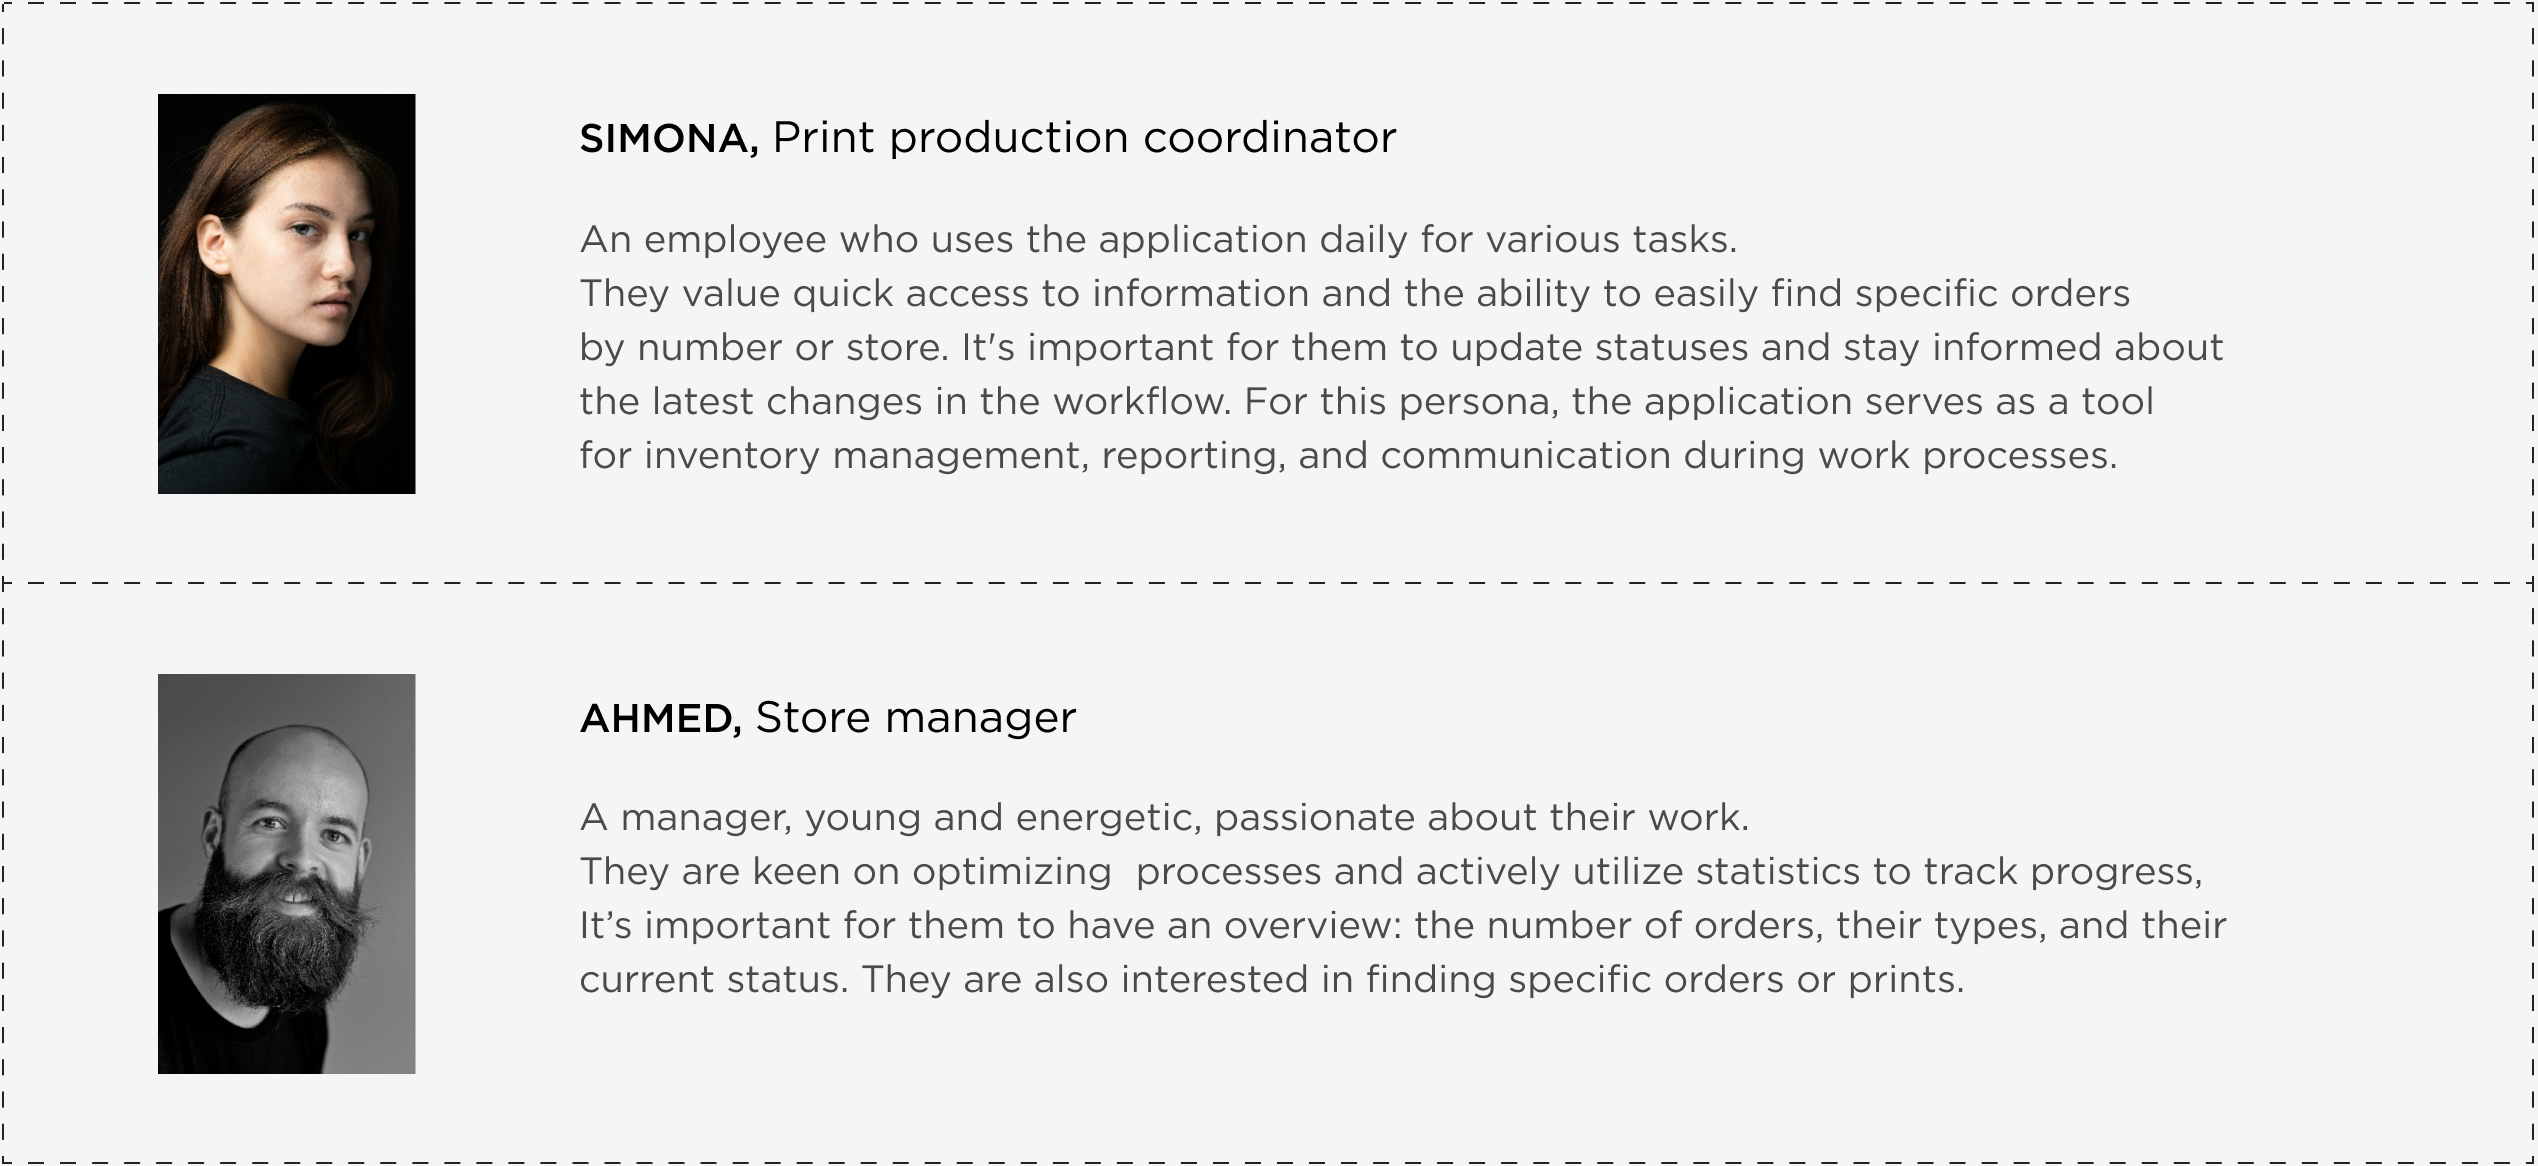 SIMONA, Print production coordinator
An employee who uses the application daily for various tasks.
They value quick access to information and the ability to easily find specific orders
by number or store. It's important for them to update statuses and stay informed about
the latest changes in the workflow. For this persona, the application serves as a tool
for inventory management, reporting, and communication during work processes.
AHMED, Store manager
A manager, young and energetic, passionate about their work.
They are keen on optimizing  processes and actively utilize statistics to track progress,
It’s important for them to have an overview: the number of orders, their types, and their
current status. They are also interested in finding specific orders or prints.